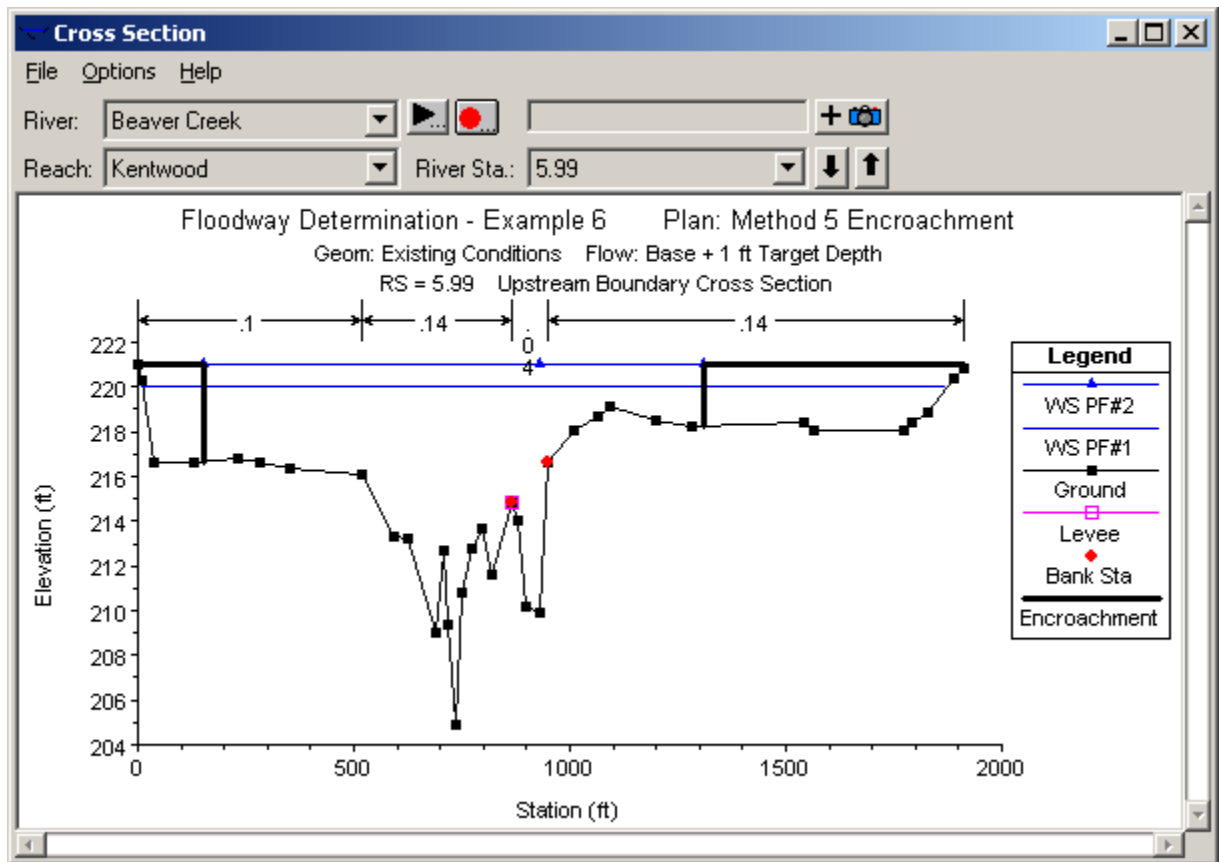 Cross Section
File Options Help
River: Beaver Creek
Reach: Kentwood River Sta.: 5.99
Floodway Determination - Example 6 Plan: Method 5 Encroachment
Geom: Existing Conditions Flow: Base + 1 ft Target Depth
RS = 5.99 Upstream Boundary Cross Section
.1 .14 .04 .14
222
220
218
216
214
212
210
208
206
204
Elevation (ft)
0 500 1000 1500 2000
Station (ft)
Legend
WS PF#2
WS PF#1
Ground
Levee
Bank Sta
Encroachment